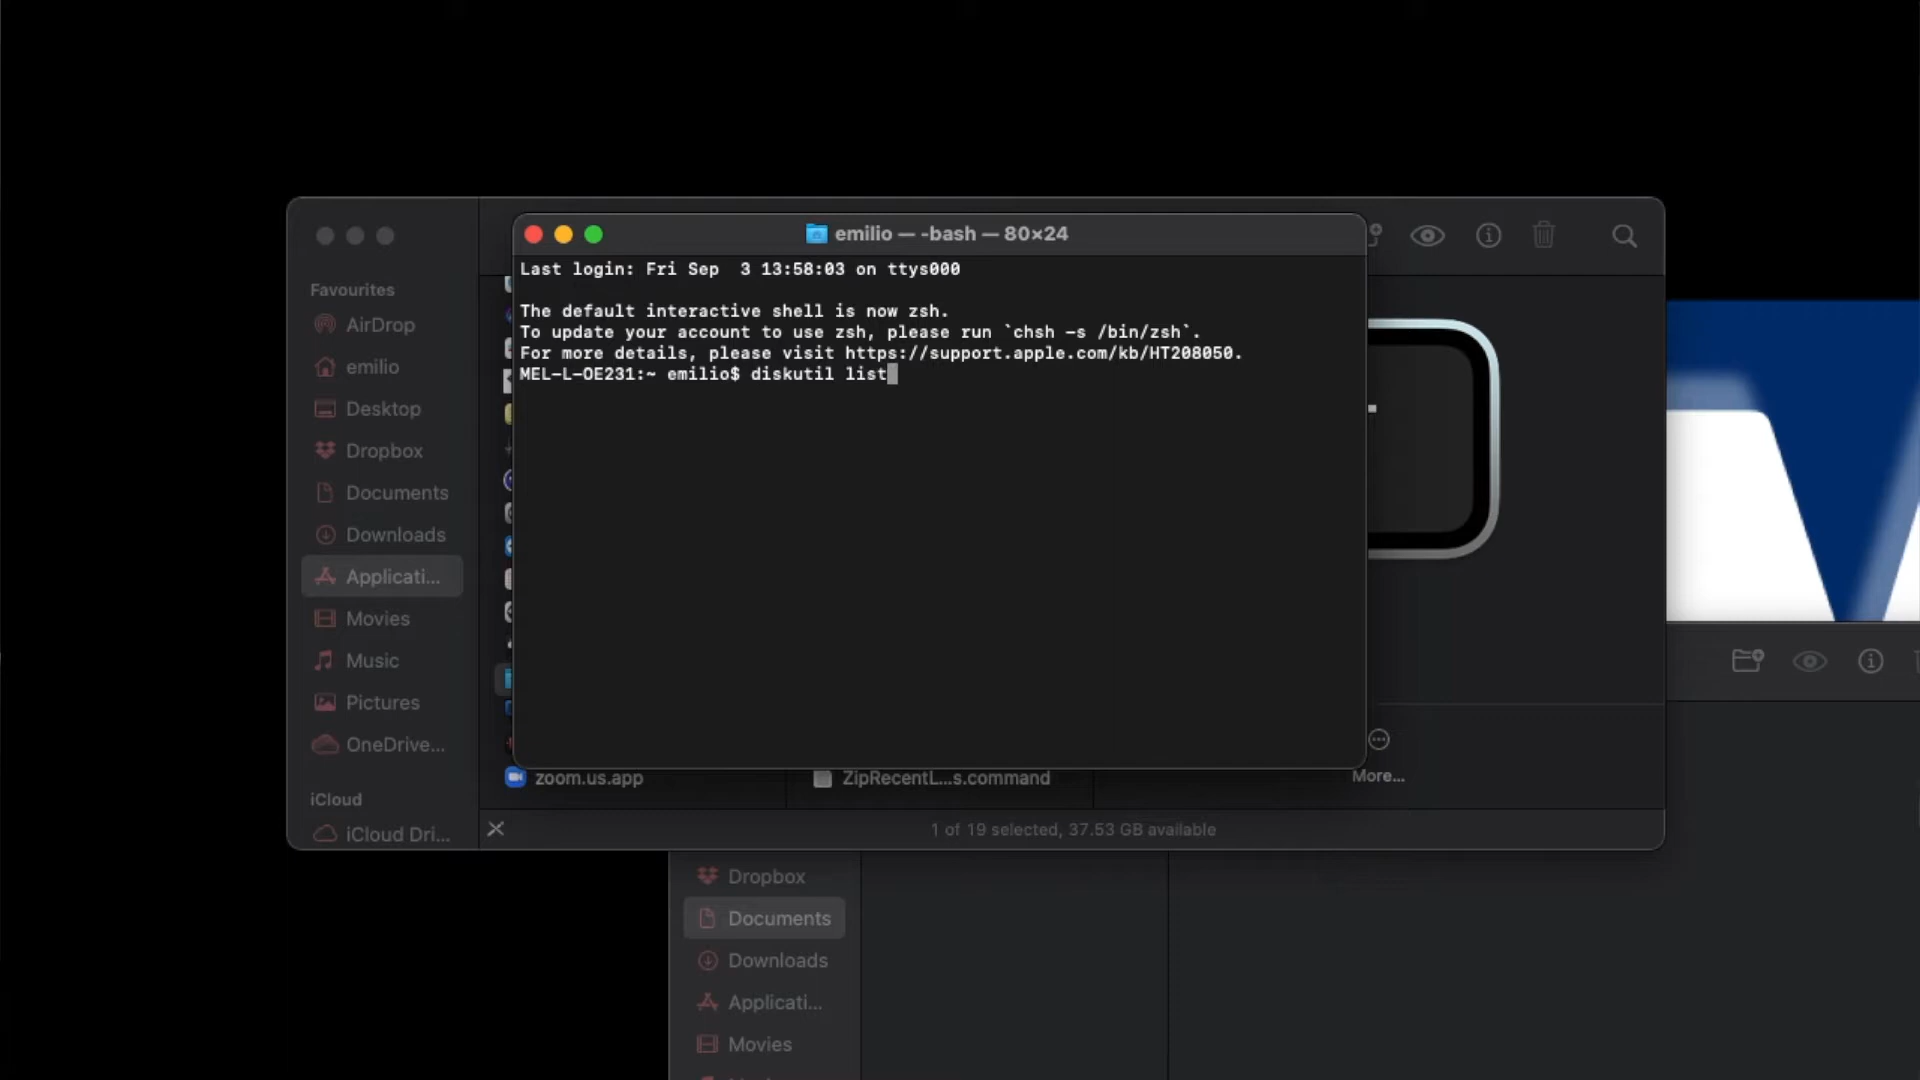 emilio — -bash — 80×24
Last login: Fri Sep  3 13:58:03 on ttys000
The default interactive shell is now zsh.
To update your account to use zsh, please run `chsh -s /bin/zsh`.
For more details, please visit https://support.apple.com/kb/HT208050.
MEL-L-OE231:~ emilio$ diskutil list
Favourites
AirDrop
emilio
Desktop
Dropbox
Documents
Downloads
Applicati...
Movies
Music
Pictures
OneDrive...
iCloud
iCloud Dri...
zoom.us.app
ZipRecentL...s.command
More...
1 of 19 selected, 37.53 GB available
Dropbox
Documents
Downloads
Applicati...
Movies